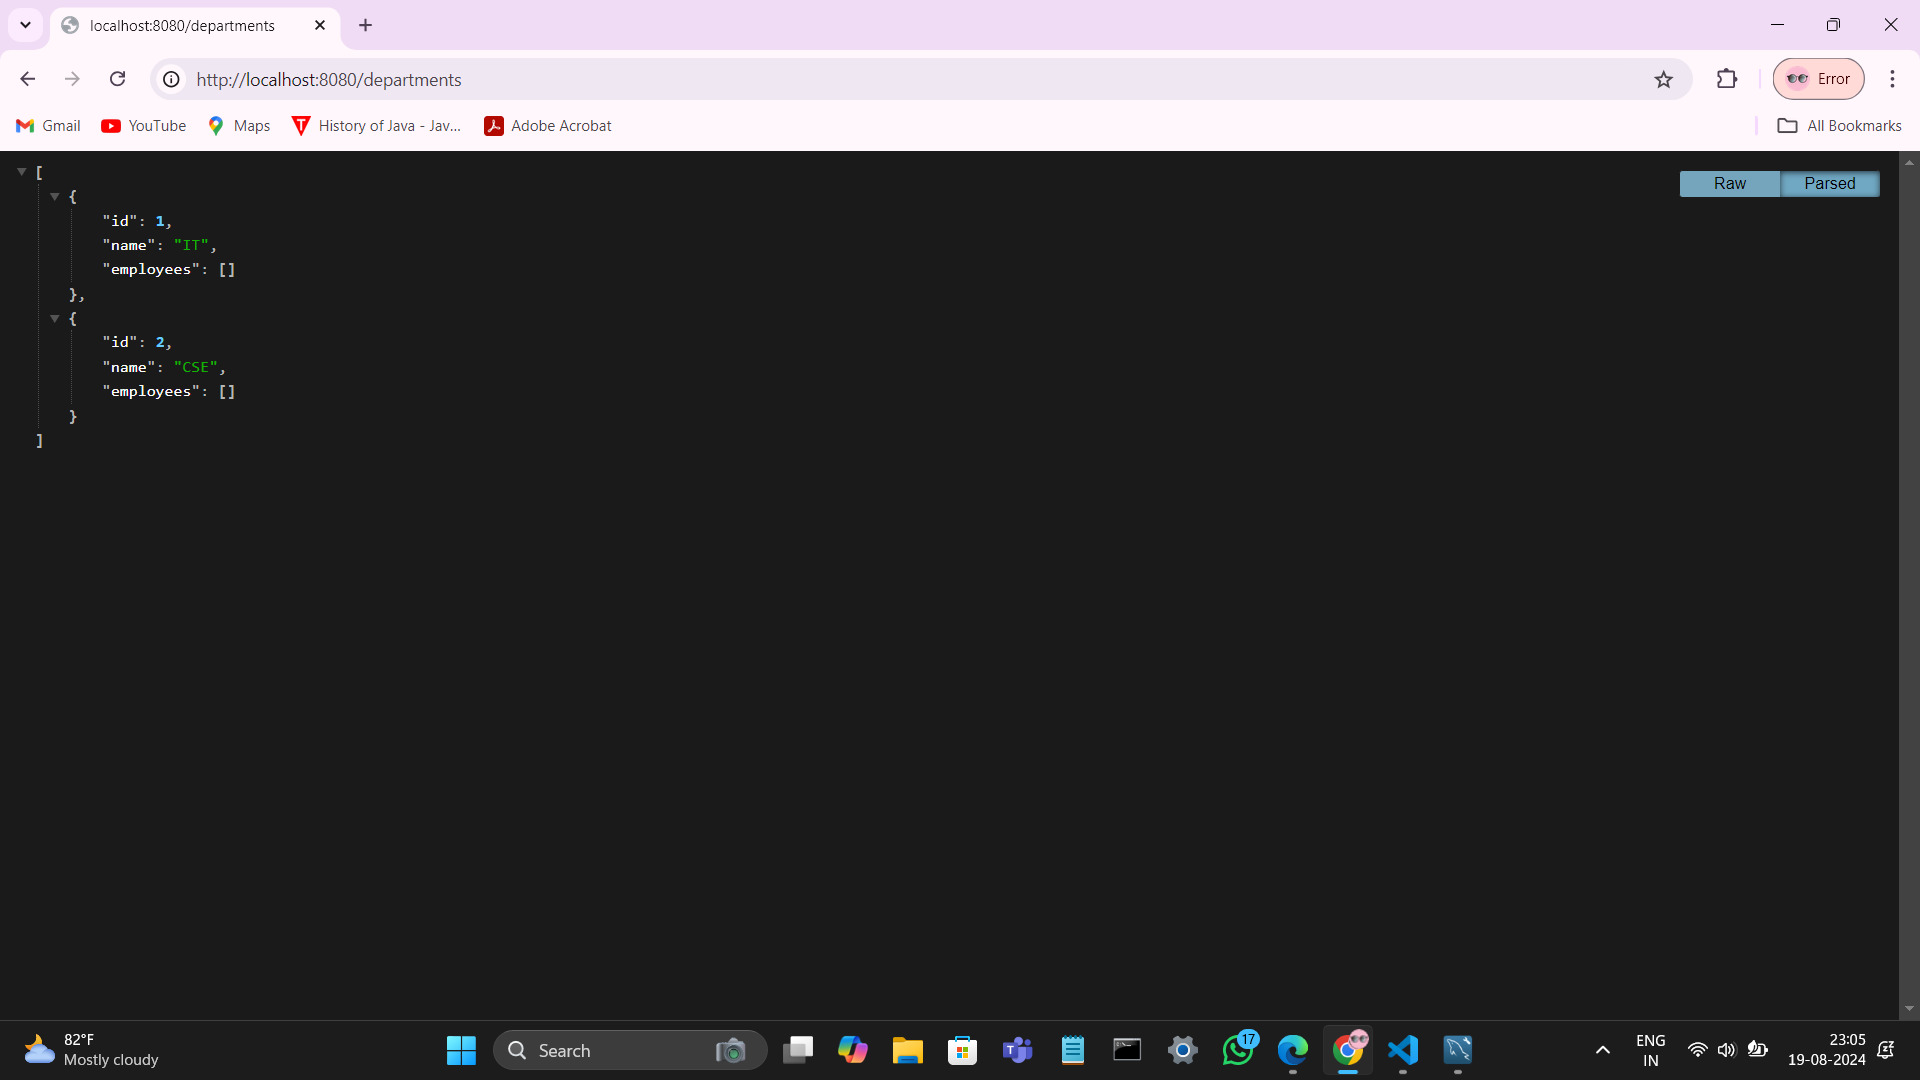 localhost:8080/departments
http://localhost:8080/departments
Error
Gmail
YouTube
Maps
History of Java - Jav...
Adobe Acrobat
All Bookmarks
Raw
Parsed
[
{
"id": 1,
"name": "IT",
"employees": []
},
{
"id": 2,
"name": "CSE",
"employees": []
}
]
82°F
Mostly cloudy
Search
17
ENG
IN
23:05
19-08-2024